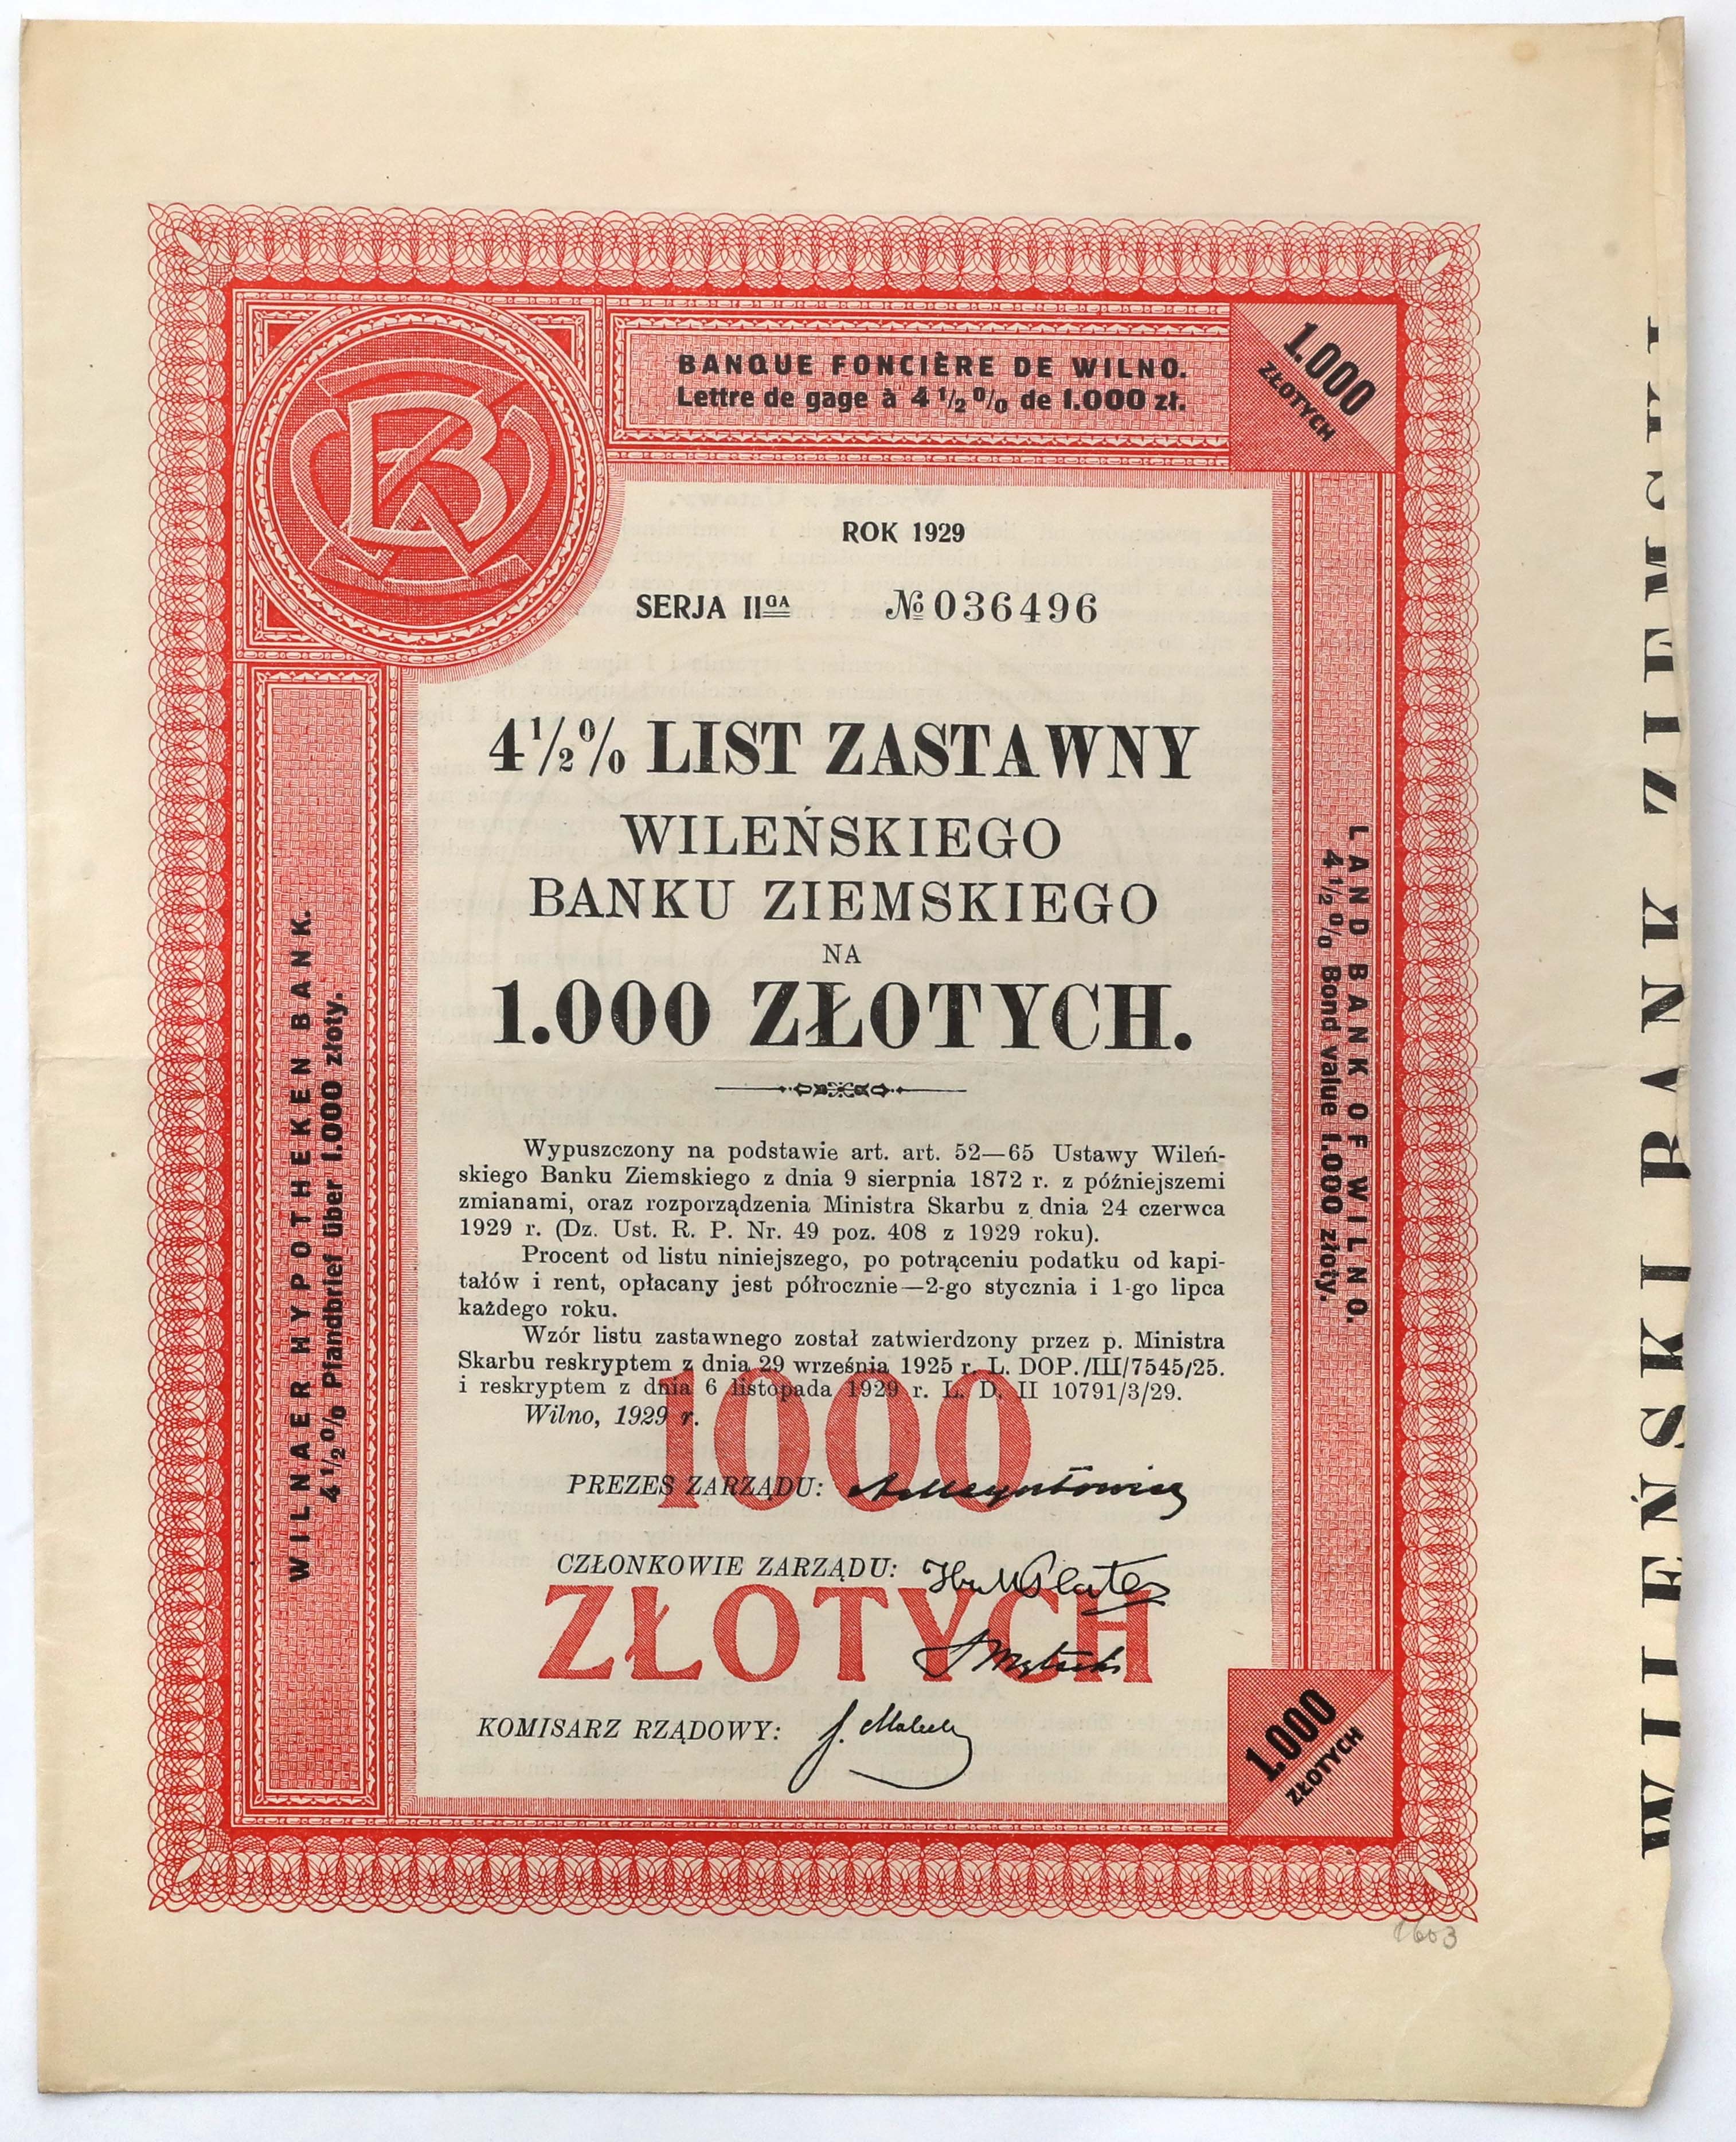 BANQUE FONCIÈRE DE WILNO.
Lettre de gage à 4 1/2 % de 1.000 zł.
1.000
ZŁOTYCH
ROK 1929
SERJA IIGA № 036496
4 1/2 % LIST ZASTAWNY
WILEŃSKIEGO
BANKU ZIEMSKIEGO
NA
1.000 ZŁOTYCH.
Wypuszczony na podstawie art. art. 52—65 Ustawy Wileń-
skiego Banku Ziemskiego z dnia 9 sierpnia 1872 r. z późniejszemi
zmianami, oraz rozporządzenia Ministra Skarbu z dnia 24 czerwca
1929 r. (Dz. Ust. R. P. Nr. 49 poz. 408 z 1929 roku).
Procent od listu niniejszego, po potrąceniu podatku od kapi-
tałów i rent, opłacany jest półrocznie—2-go stycznia i 1-go lipca
każdego roku.
Wzór listu zastawnego został zatwierdzony przez p. Ministra
Skarbu reskryptem z dnia 29 września 1925 r. L. DOP./III/7545/25.
i reskryptem z dnia 6 listopada 1929 r. L. D. II 10791/3/29.
Wilno, 1929 r.
1000
PREZES ZARZĄDU:
CZŁONKOWIE ZARZĄDU:
ZŁOTYCH
KOMISARZ RZĄDOWY:
1.000
ZŁOTYCH
WILNAER HYPOTHEKEN BANK.
4 1/2 % Pfandbrief über 1.000 złoty.
LAND BANK OF WILNO.
4 1/2 % Bond value 1.000 złoty.
WILEŃSKI BANK ZIEMSKI
1603